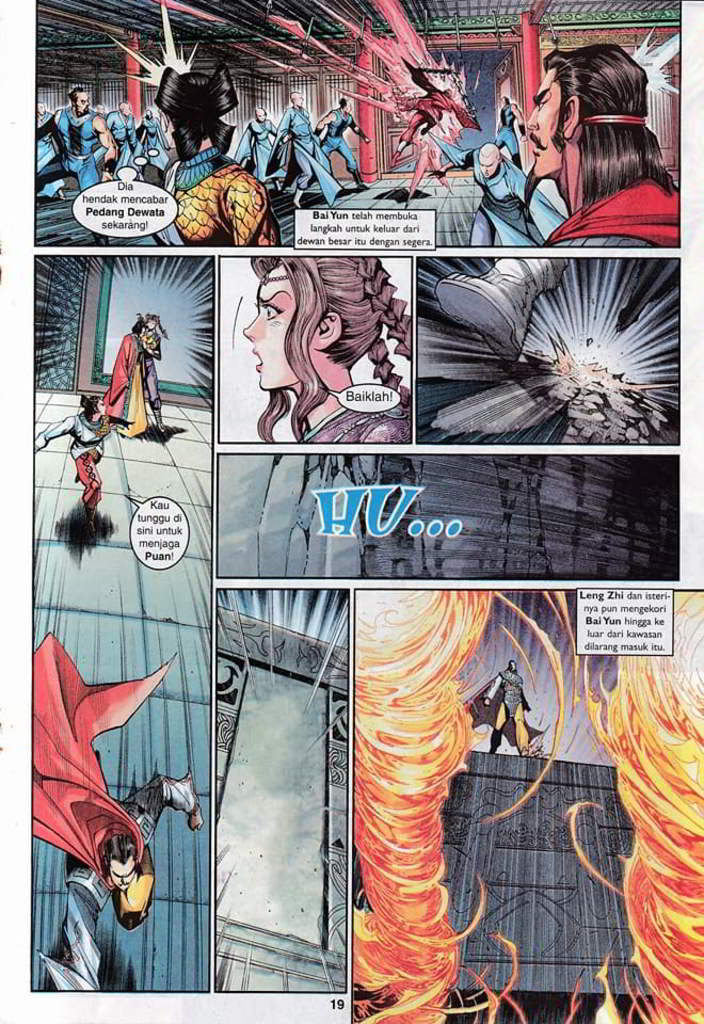 Dia
hendak mencabar
Pedang Dewata
sekarang!
Bai Yun telah membuka
langkah untuk keluar dari
dewan besar itu dengan segera.
Baiklah!
Kau
tunggu di
sini untuk
menjaga
Puan!
HU...
Leng Zhi dan isteri-
nya pun mengekori
Bai Yun hingga ke
luar dari kawasan
dilarang masuk itu.
19